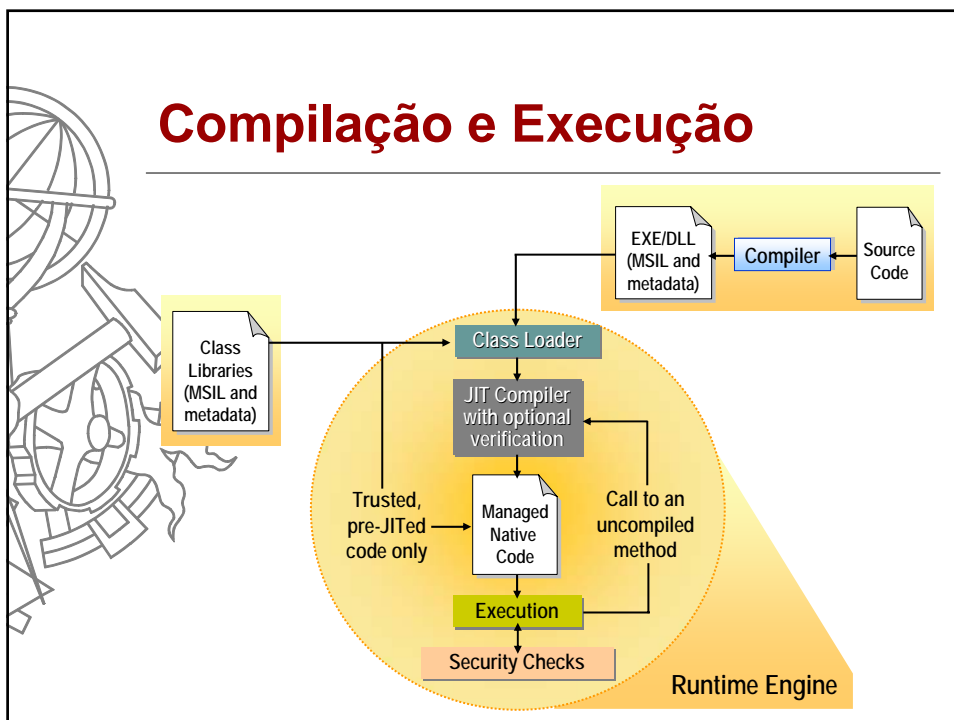 Compilação e Execução
EXE/DLL
(MSIL and
metadata)
Compiler
Source
Code
Class
Libraries
(MSIL and
metadata)
Class Loader
JIT Compiler
with optional
verification
Trusted,
pre-JITed
code only
Managed
Native
Code
Call to an
uncompiled
method
Execution
Security Checks
Runtime Engine